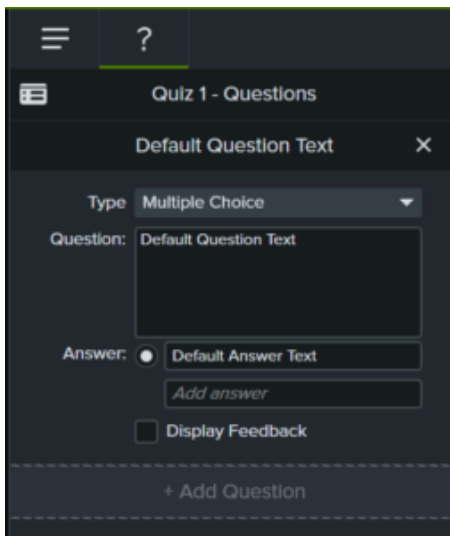 ?
Quiz 1 - Questions
Default Question Text
Type Multiple Choice
Question: Default Question Text
Answer: Default Answer Text
Add answer
Display Feedback
+ Add Question